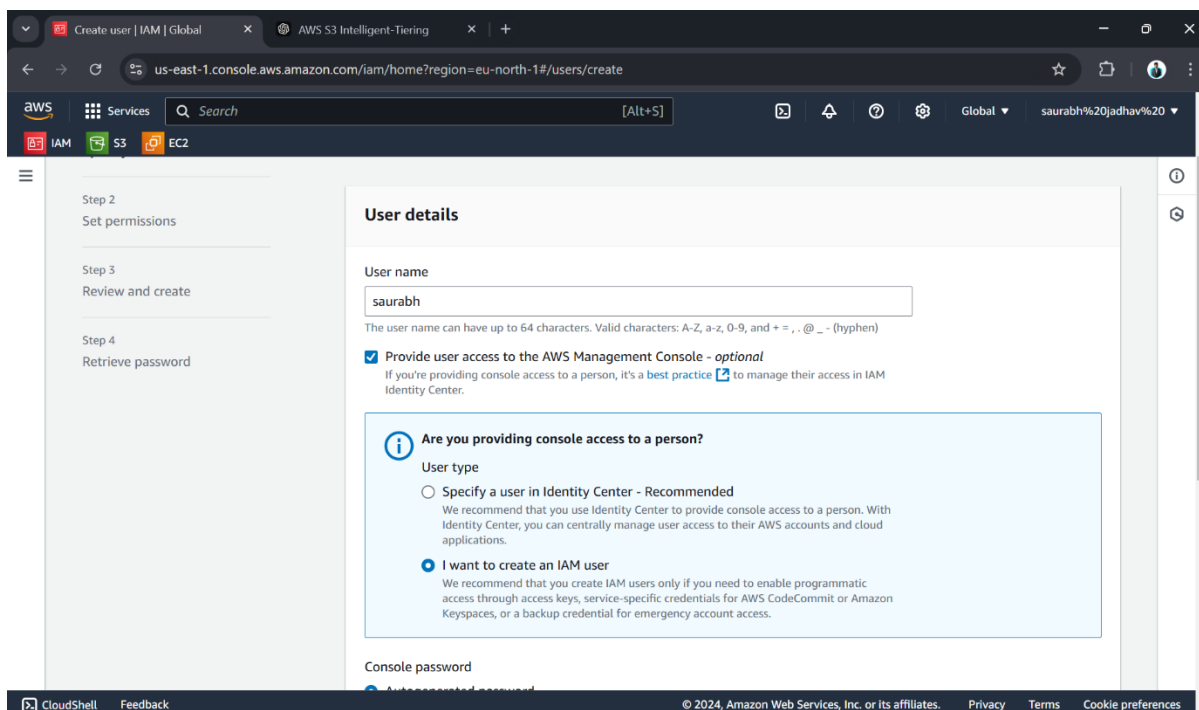 Create user | IAM | Global
AWS S3 Intelligent-Tiering
us-east-1.console.aws.amazon.com/iam/home?region=eu-north-1#/users/create
aws Services Search [Alt+S] Global saurabh%20jadhav%20
IAM S3 EC2
Step 2
Set permissions
Step 3
Review and create
Step 4
Retrieve password
User details
User name
saurabh
The user name can have up to 64 characters. Valid characters: A-Z, a-z, 0-9, and + = , . @ _ - (hyphen)
Provide user access to the AWS Management Console - optional
If you're providing console access to a person, it's a best practice to manage their access in IAM
Identity Center.
Are you providing console access to a person?
User type
Specify a user in Identity Center - Recommended
We recommend that you use Identity Center to provide console access to a person. With
Identity Center, you can centrally manage user access to their AWS accounts and cloud
applications.
I want to create an IAM user
We recommend that you create IAM users only if you need to enable programmatic
access through access keys, service-specific credentials for AWS CodeCommit or Amazon
Keyspaces, or a backup credential for emergency account access.
Console password
Autogenerated password
CloudShell Feedback © 2024, Amazon Web Services, Inc. or its affiliates. Privacy Terms Cookie preferences